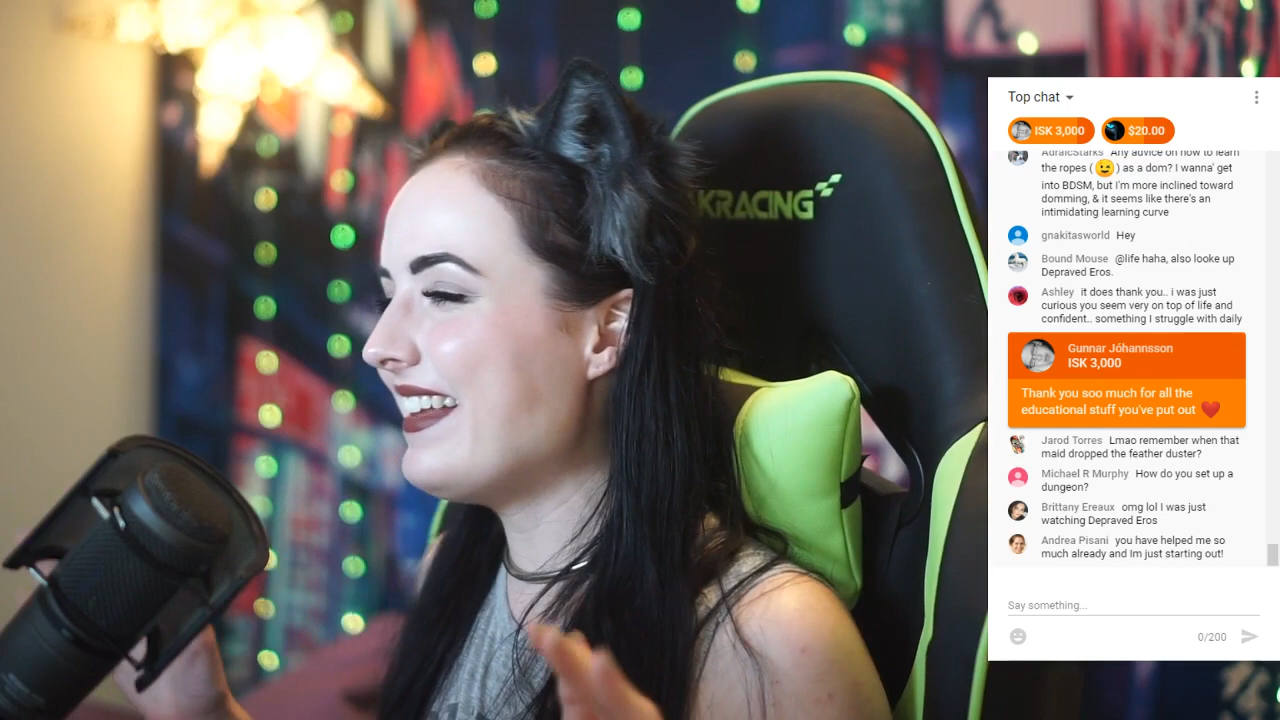 KRACING
Top chat
ISK 3,000
$20.00
AdraicStarks Any advice on how to learn
the ropes (😉) as a dom? I wanna' get
into BDSM, but I'm more inclined toward
domming, & it seems like there's an
intimidating learning curve
gnakitasworld Hey
Bound Mouse @life haha, also looke up
Depraved Eros.
Ashley it does thank you.. i was just
curious you seem very on top of life and
confident.. something I struggle with daily
Gunnar Jóhannsson
ISK 3,000
Thank you soo much for all the
educational stuff you've put out ❤️
Jarod Torres Lmao remember when that
maid dropped the feather duster?
Michael R Murphy How do you set up a
dungeon?
Brittany Ereaux omg lol I was just
watching Depraved Eros
Andrea Pisani you have helped me so
much already and Im just starting out!
Say something...
0/200